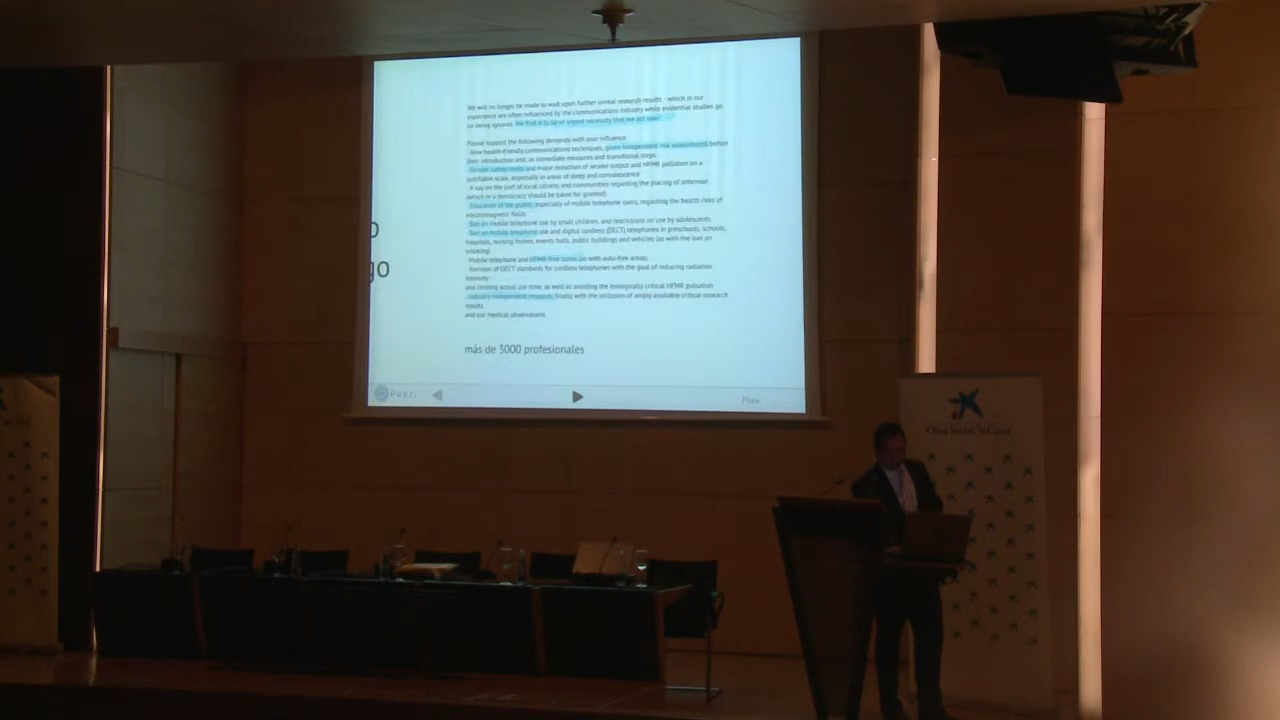 We will no longer be made to wait upon further unreal research results - which in our
experience are often influenced by the communications industry while evidential studies go
on being ignored. We find it to be of urgent necessity that we act now!
Please support the following demands with your influence
- New health-friendly communications techniques, given independent risk assessments before
their introduction and, as immediate measures and transitional steps
- Stricter safety limits and major reduction of sender output and HFMR pollution on a
justifiable scale, especially in areas of sleep and convalescence
- A say on the part of local citizens and communities regarding the placing of antennae
(which in a democracy should be taken for granted)
- Education of the public, especially of mobile telephone users, regarding the health risks of
electromagnetic fields
- Ban on mobile telephone use by small children, and restrictions on use by adolescents
- Ban on mobile telephone use and digital cordless (DECT) telephones in preschools, schools,
hospitals, nursing homes, events halls, public buildings and vehicles (as with the ban on
smoking)
- Mobile telephone and HFMR-free zones (as with auto-free areas)
- Revision of DECT standards for cordless telephones with the goal of reducing radiation
intensity
and limiting actual use time, as well as avoiding the biologically critical HFMR pulsation
- Industry-independent research, finally with the inclusion of amply available critical research
results
and our medical observations.
go
más de 3000 profesionales
Prezi
More
Obra Social "la Caixa"